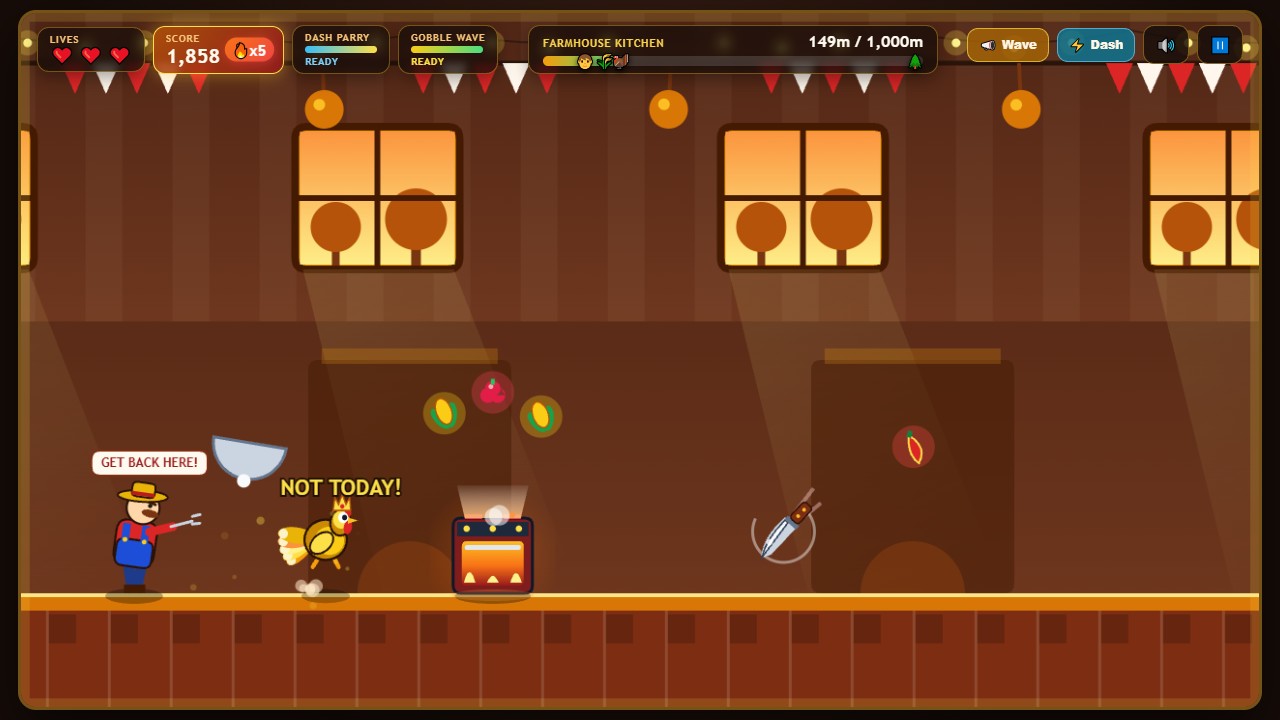 LIVES
SCORE
1,858
x5
DASH PARRY
READY
GOBBLE WAVE
READY
FARMHOUSE KITCHEN
149m / 1,000m
Wave
Dash
GET BACK HERE!
NOT TODAY!